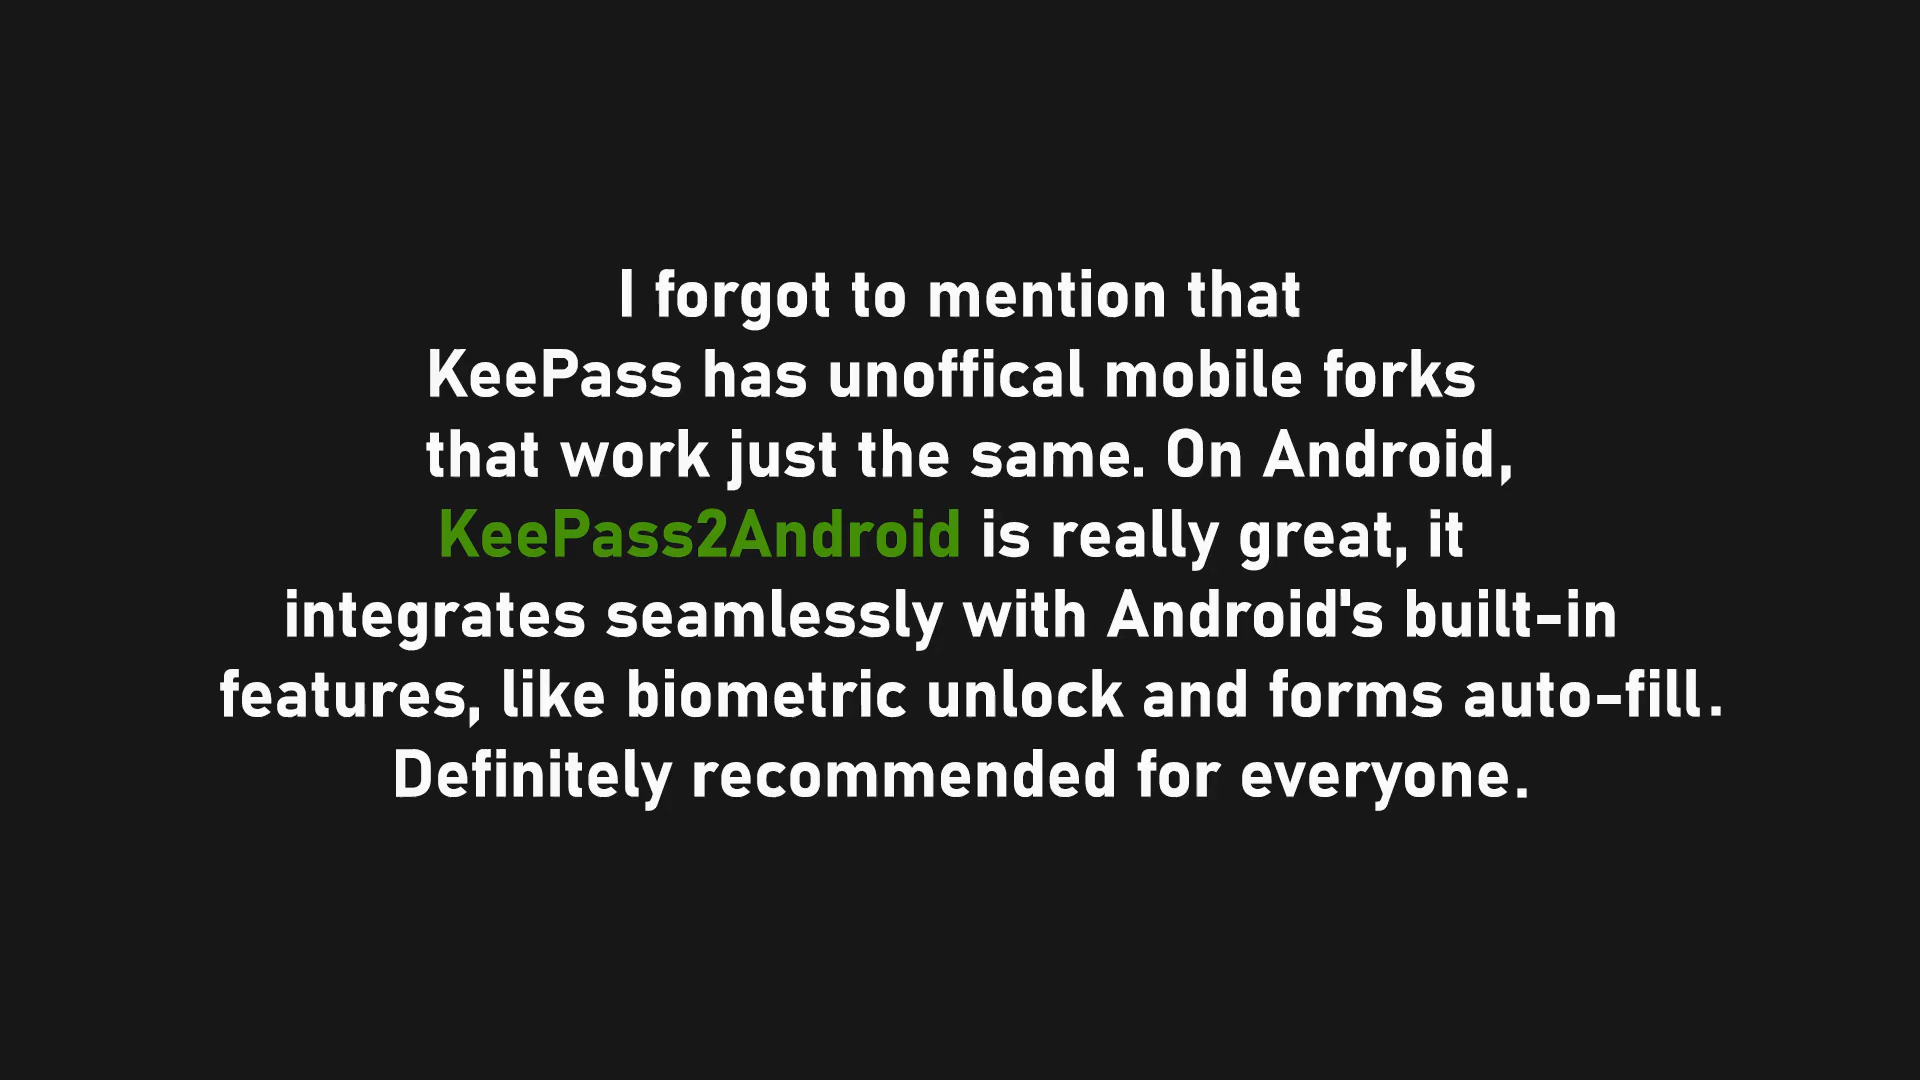 I forgot to mention that
KeePass has unoffical mobile forks
that work just the same. On Android,
KeePass2Android is really great, it
integrates seamlessly with Android's built-in
features, like biometric unlock and forms auto-fill.
Definitely recommended for everyone.